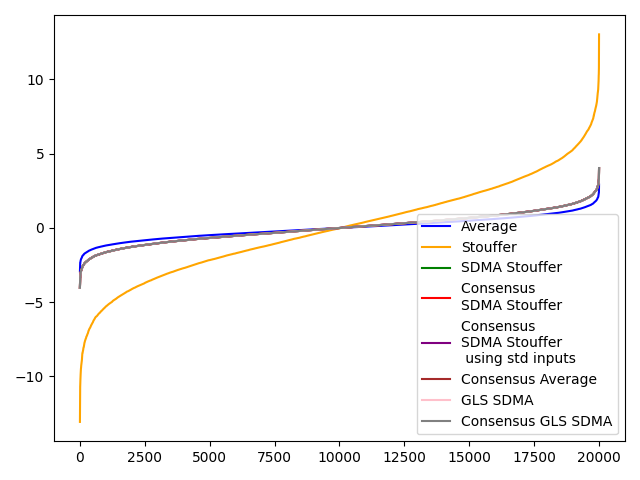 10
5
0
−5
−10
0
2500
5000
7500
10000
12500
15000
17500
20000
Average
Stouffer
SDMA Stouffer
Consensus
SDMA Stouffer
Consensus
SDMA Stouffer
using std inputs
Consensus Average
GLS SDMA
Consensus GLS SDMA